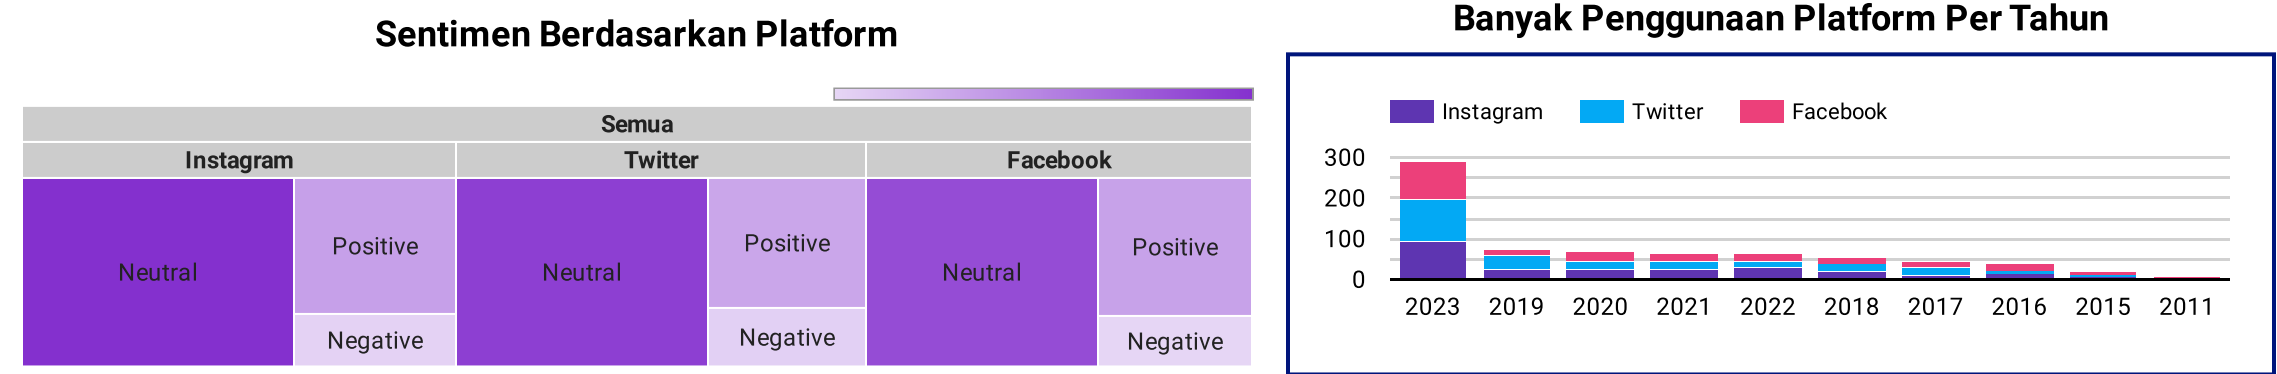 Sentimen Berdasarkan Platform
Semua
Instagram Twitter Facebook
Neutral Positive Neutral Positive Neutral Positive
Negative Negative Negative
Banyak Penggunaan Platform Per Tahun
Instagram Twitter Facebook
300
200
100
0
2023 2019 2020 2021 2022 2018 2017 2016 2015 2011